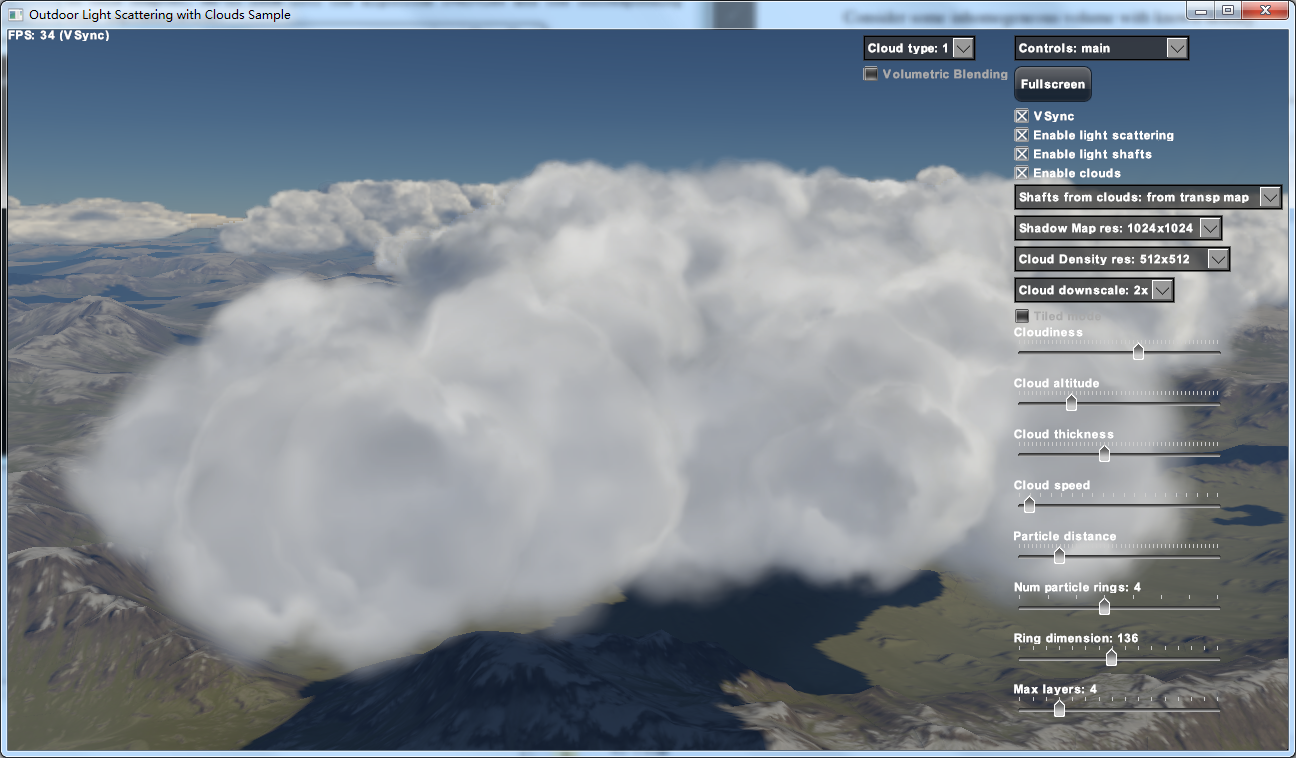 Outdoor Light Scattering with Clouds Sample
FPS: 34 (VSync)
Cloud type: 1
Controls: main
Volumetric Blending
Fullscreen
VSync
Enable light scattering
Enable light shafts
Enable clouds
Shafts from clouds: from transp map
Shadow Map res: 1024x1024
Cloud Density res: 512x512
Cloud downscale: 2x
Tiled mode
Cloudiness
Cloud altitude
Cloud thickness
Cloud speed
Particle distance
Num particle rings: 4
Ring dimension: 136
Max layers: 4